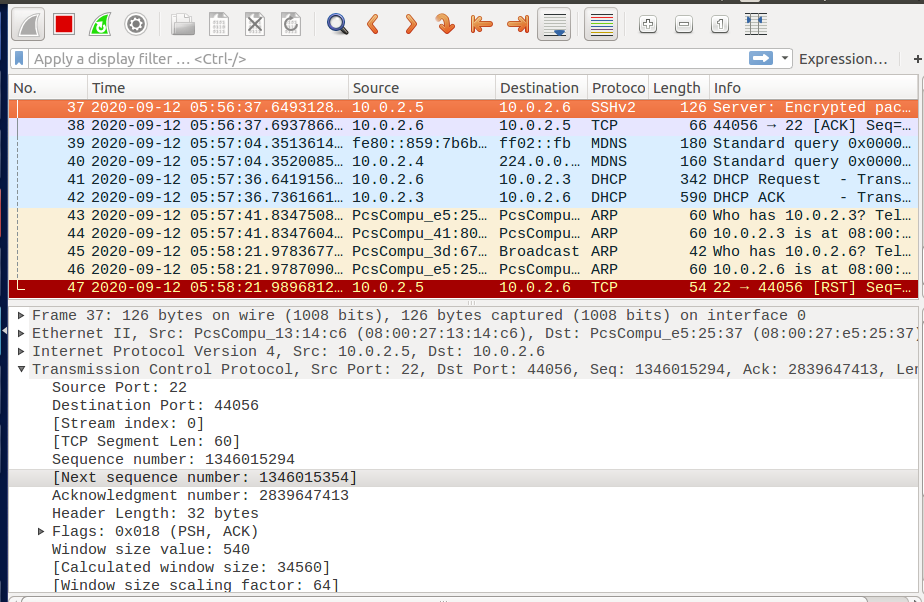 Apply a display filter … <Ctrl-/> Expression… +
No. Time Source Destination Protoco Length Info
37 2020-09-12 05:56:37.6493128… 10.0.2.5 10.0.2.6 SSHv2 126 Server: Encrypted pac…
38 2020-09-12 05:56:37.6937866… 10.0.2.6 10.0.2.5 TCP 66 44056 → 22 [ACK] Seq=…
39 2020-09-12 05:57:04.3513614… fe80::859:7b6b… ff02::fb MDNS 180 Standard query 0x0000…
40 2020-09-12 05:57:04.3520085… 10.0.2.4 224.0.0.… MDNS 160 Standard query 0x0000…
41 2020-09-12 05:57:36.6419156… 10.0.2.6 10.0.2.3 DHCP 342 DHCP Request - Trans…
42 2020-09-12 05:57:36.7361661… 10.0.2.3 10.0.2.6 DHCP 590 DHCP ACK - Trans…
43 2020-09-12 05:57:41.8347508… PcsCompu_e5:25… PcsCompu… ARP 60 Who has 10.0.2.3? Tel…
44 2020-09-12 05:57:41.8347604… PcsCompu_41:80… PcsCompu… ARP 60 10.0.2.3 is at 08:00:…
45 2020-09-12 05:58:21.9783677… PcsCompu_3d:67… Broadcast ARP 42 Who has 10.0.2.6? Tel…
46 2020-09-12 05:58:21.9787090… PcsCompu_e5:25… PcsCompu… ARP 60 10.0.2.6 is at 08:00:…
47 2020-09-12 05:58:21.9896812… 10.0.2.5 10.0.2.6 TCP 54 22 → 44056 [RST] Seq=…
Frame 37: 126 bytes on wire (1008 bits), 126 bytes captured (1008 bits) on interface 0
Ethernet II, Src: PcsCompu_13:14:c6 (08:00:27:13:14:c6), Dst: PcsCompu_e5:25:37 (08:00:27:e5:25:37)
Internet Protocol Version 4, Src: 10.0.2.5, Dst: 10.0.2.6
Transmission Control Protocol, Src Port: 22, Dst Port: 44056, Seq: 1346015294, Ack: 2839647413, Len
Source Port: 22
Destination Port: 44056
[Stream index: 0]
[TCP Segment Len: 60]
Sequence number: 1346015294
[Next sequence number: 1346015354]
Acknowledgment number: 2839647413
Header Length: 32 bytes
Flags: 0x018 (PSH, ACK)
Window size value: 540
[Calculated window size: 34560]
[Window size scaling factor: 64]